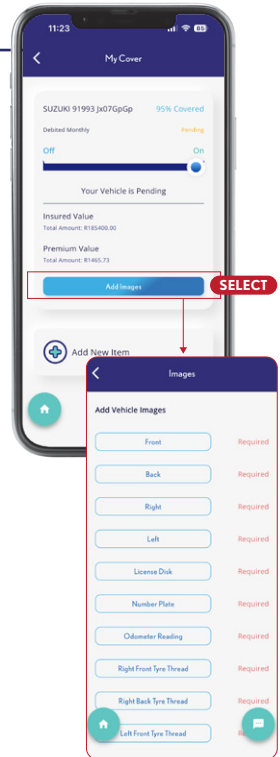 11:23
85
My Cover
SUZUKI 91993 Jx07GpGp 95% Covered
Debited Monthly Pending
Off On
Your Vehicle is Pending
Insured Value
Total Amount: R185400.00
Premium Value
Total Amount: R1465.73
Add Images
SELECT
Add New Item
Images
Add Vehicle Images
Front Required
Back Required
Right Required
Left Required
License Disk Required
Number Plate Required
Odometer Reading Required
Right Front Tyre Thread Required
Right Back Tyre Thread Required
Left Front Tyre Thread